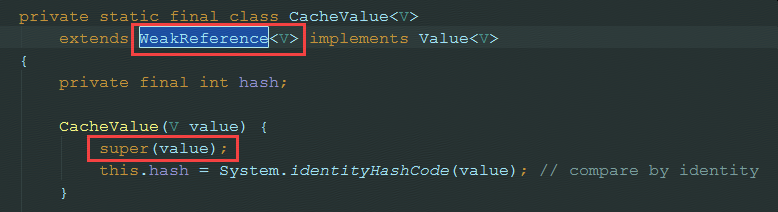 private static final class CacheValue<V>
extends WeakReference<V> implements Value<V>
{
private final int hash;
CacheValue(V value) {
super(value);
this.hash = System.identityHashCode(value); // compare by identity
}